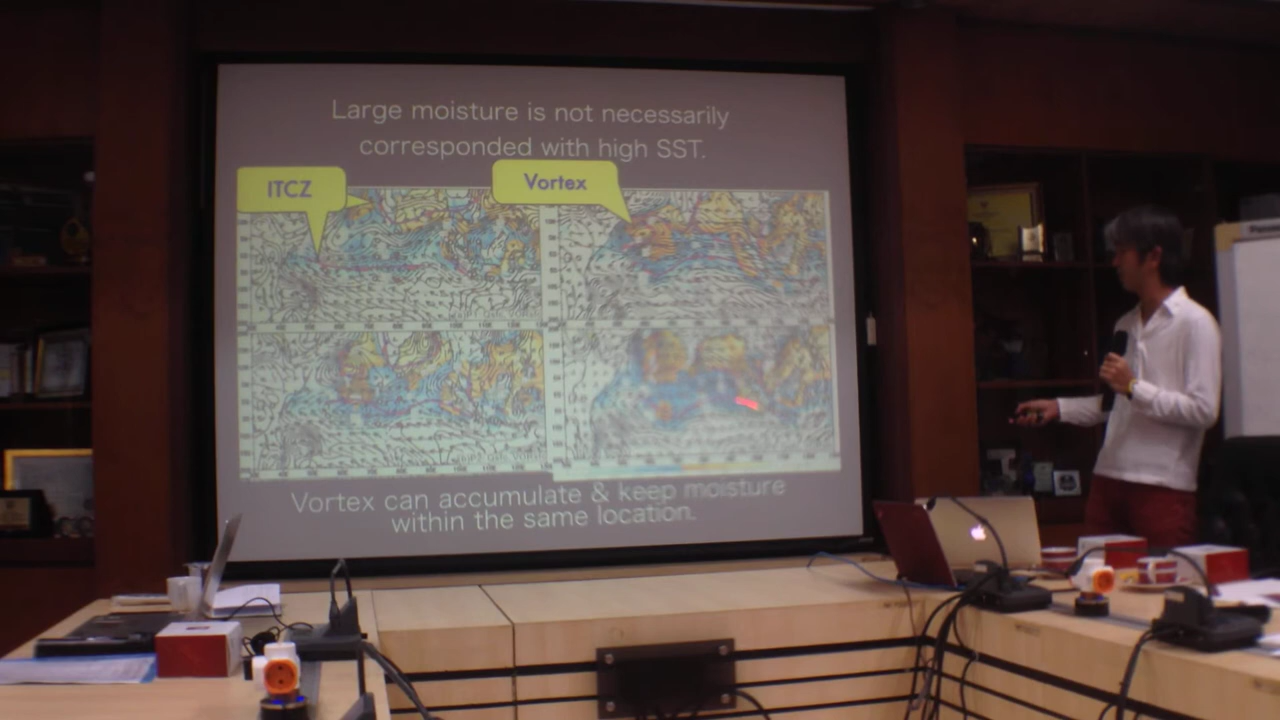 Large moisture is not necessarily
corresponded with high SST.
ITCZ
Vortex
Vortex can accumulate & keep moisture
within the same location.